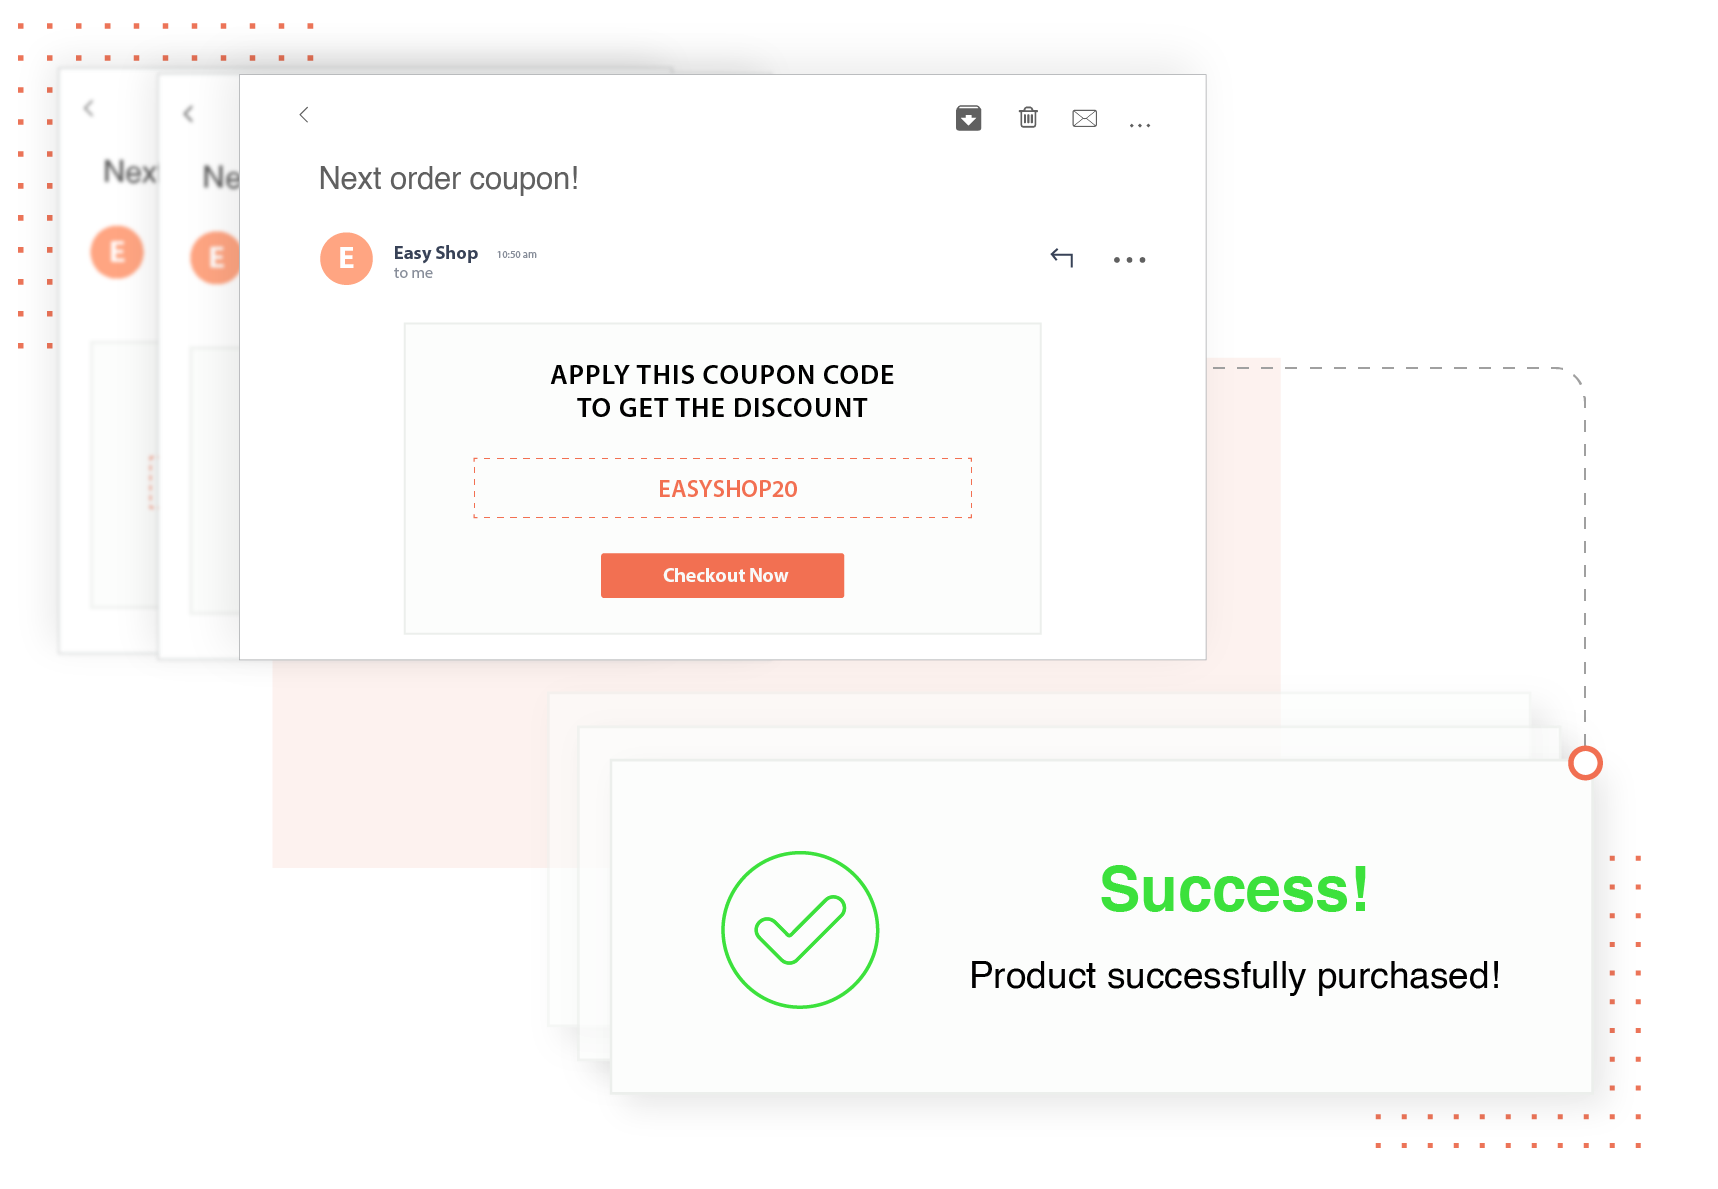 Next order coupon!
E
Easy Shop 10:50 am
to me
APPLY THIS COUPON CODE
TO GET THE DISCOUNT
EASYSHOP20
Checkout Now
Nex
E
Ne
E
Success!
Product successfully purchased!